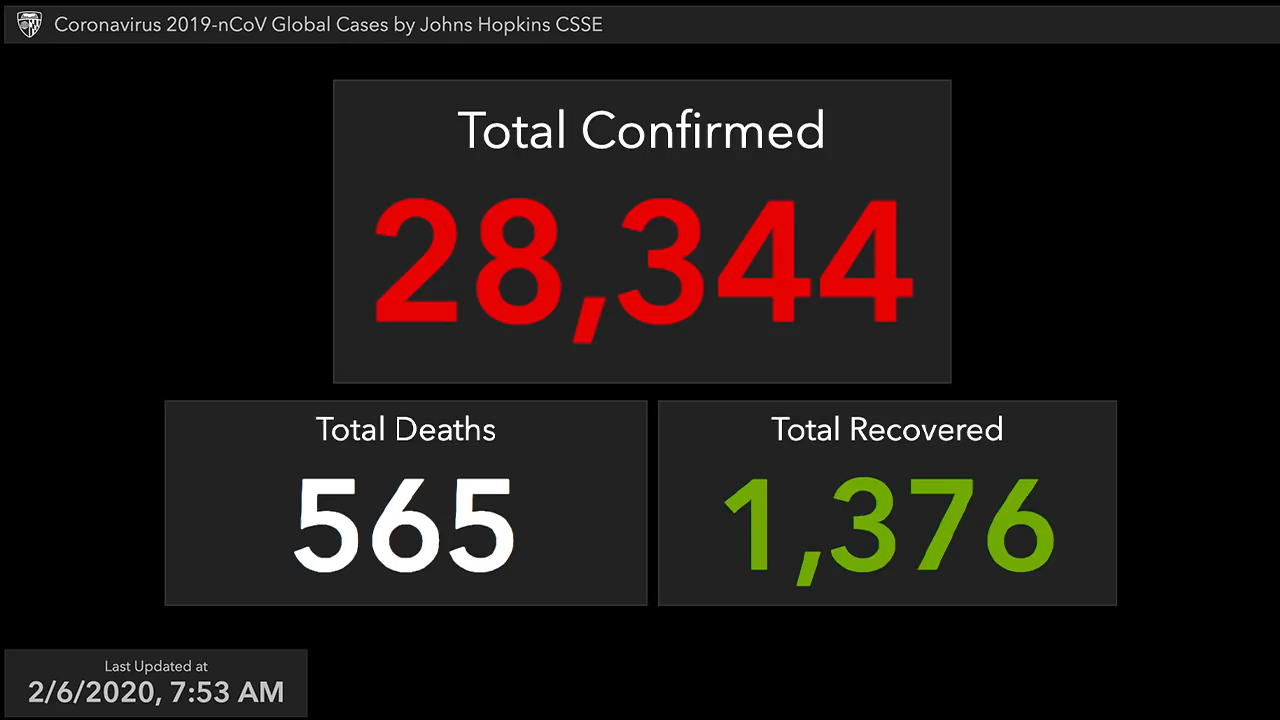 Coronavirus 2019-nCoV Global Cases by Johns Hopkins CSSE
Total Confirmed
28,344
Total Deaths
565
Total Recovered
1,376
Last Updated at
2/6/2020, 7:53 AM